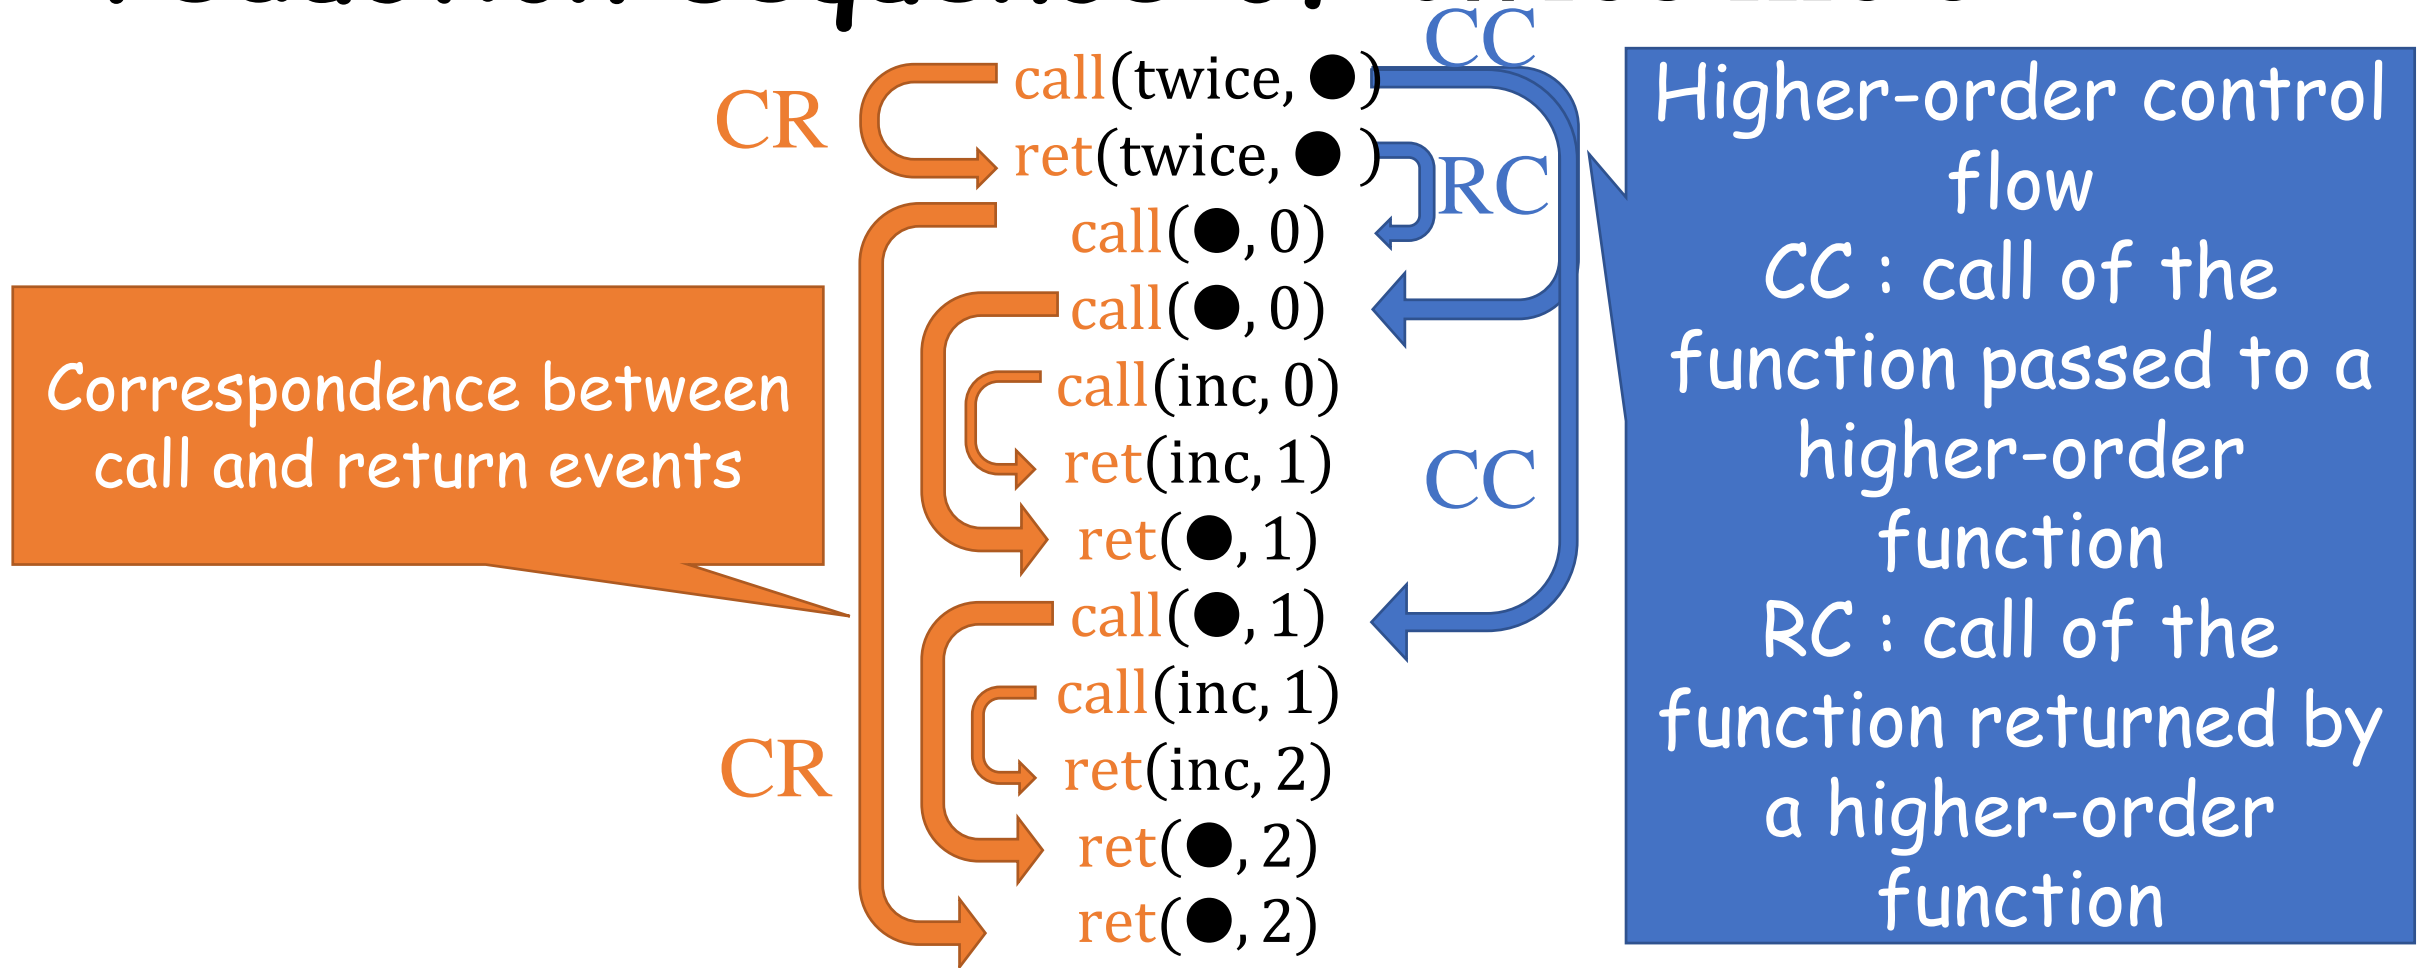 CC
call(twice, ●)
CR
ret(twice, ● )
RC
call(●, 0)
call(●, 0)
call(inc, 0)
ret(inc, 1)
CC
ret(●, 1)
call(●, 1)
call(inc, 1)
CR
ret(inc, 2)
ret(●, 2)
ret(●, 2)
Correspondence between
call and return events
Higher-order control
flow
CC : call of the
function passed to a
higher-order
function
RC : call of the
function returned by
a higher-order
function